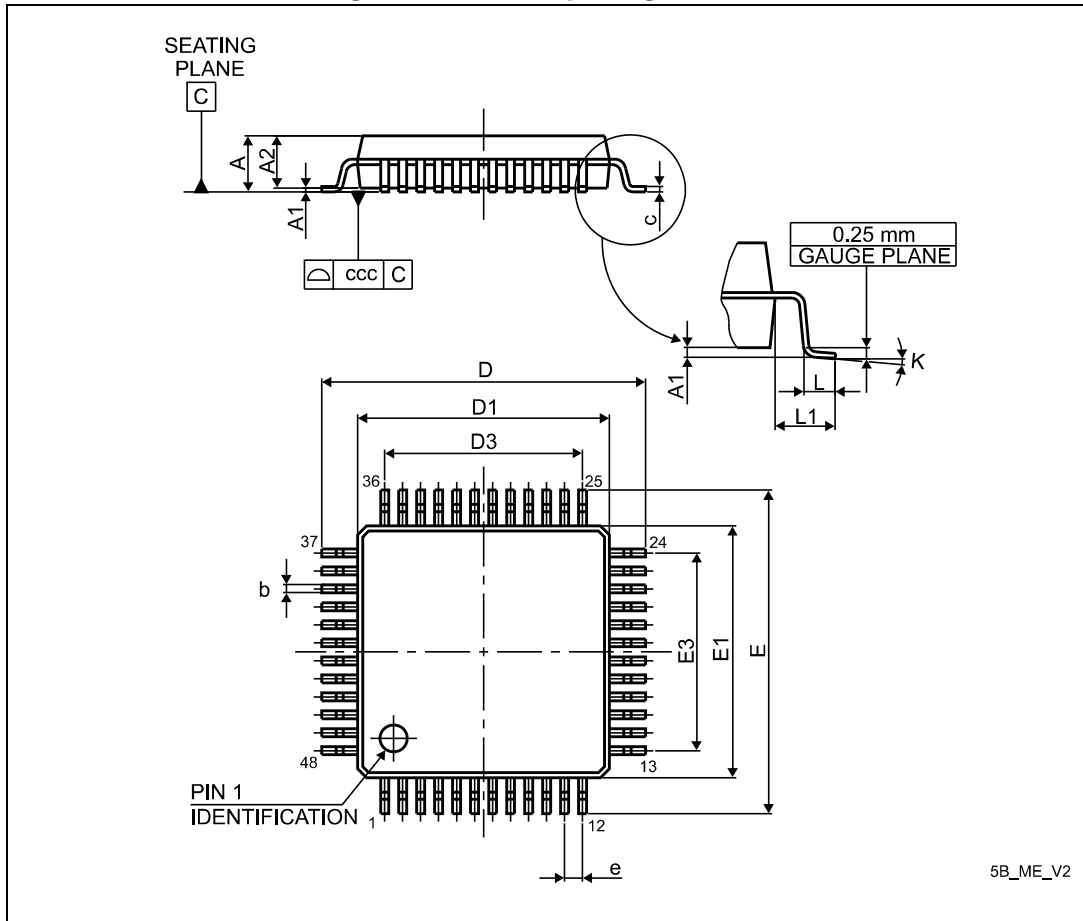 SEATING
PLANE
C
A
A2
A1
c
ccc C
0.25 mm
GAUGE PLANE
A1
K
L
L1
D
D1
D3
36
25
37
24
b
E3
E1
E
48
13
PIN 1
IDENTIFICATION
1
12
e
5B_ME_V2